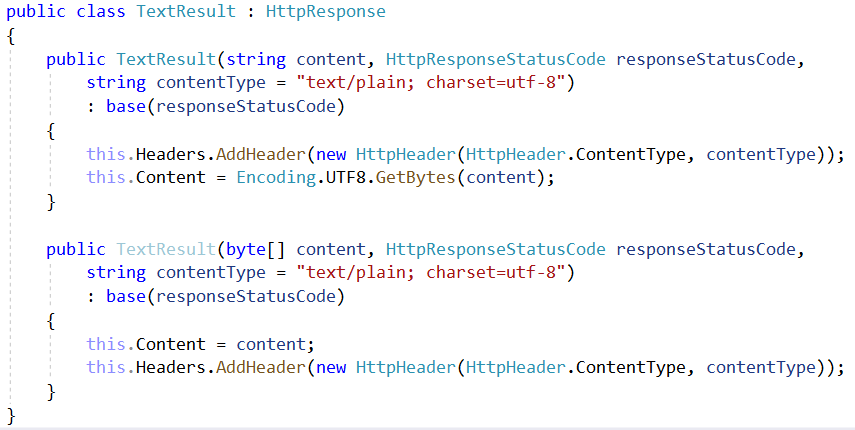 public class TextResult : HttpResponse
{
    public TextResult(string content, HttpResponseStatusCode responseStatusCode,
        string contentType = "text/plain; charset=utf-8")
        : base(responseStatusCode)
    {
        this.Headers.AddHeader(new HttpHeader(HttpHeader.ContentType, contentType));
        this.Content = Encoding.UTF8.GetBytes(content);
    }

    public TextResult(byte[] content, HttpResponseStatusCode responseStatusCode,
        string contentType = "text/plain; charset=utf-8")
        : base(responseStatusCode)
    {
        this.Content = content;
        this.Headers.AddHeader(new HttpHeader(HttpHeader.ContentType, contentType));
    }
}